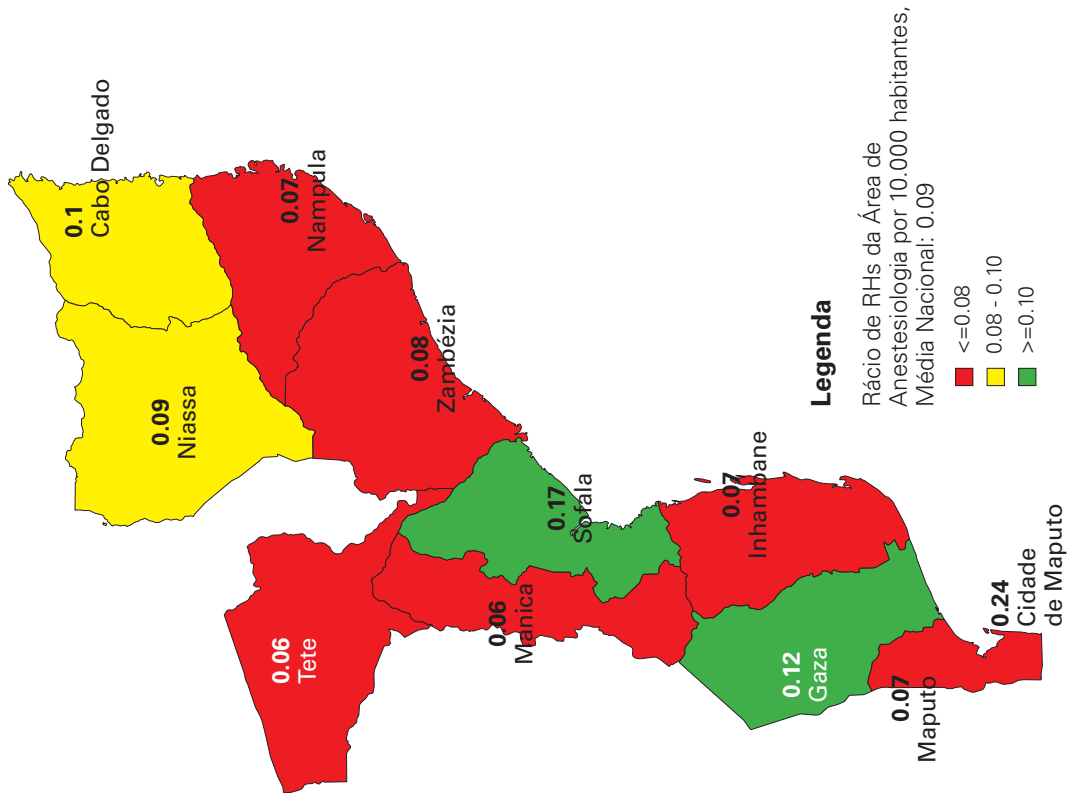 0.1
Cabo Delgado
0.09
Niassa
0.07
Nampula
0.08
Zambézia
0.06
Tete
0.17
Sofala
0.06
Manica
0.07
Inhambane
0.12
Gaza
0.07
Maputo
0.24
Cidade
de Maputo
Legenda
Rácio de RHs da Área de
Anestesiologia por 10.000 habitantes,
Média Nacional: 0.09
<=0.08
0.08 - 0.10
>=0.10